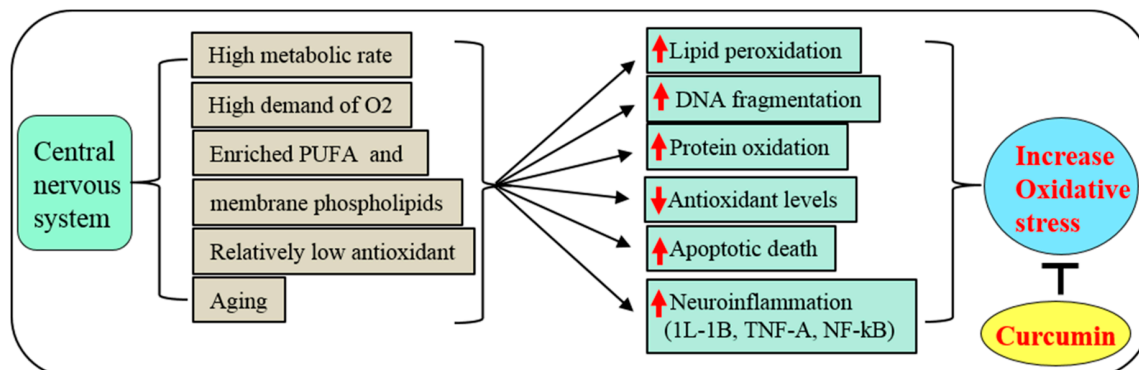 Central
nervous
system
High metabolic rate
High demand of O2
Enriched PUFA and
membrane phospholipids
Relatively low antioxidant
Aging
Lipid peroxidation
DNA fragmentation
Protein oxidation
Antioxidant levels
Apoptotic death
Neuroinflammation
(1L-1B, TNF-A, NF-kB)
Increase
Oxidative
stress
Curcumin